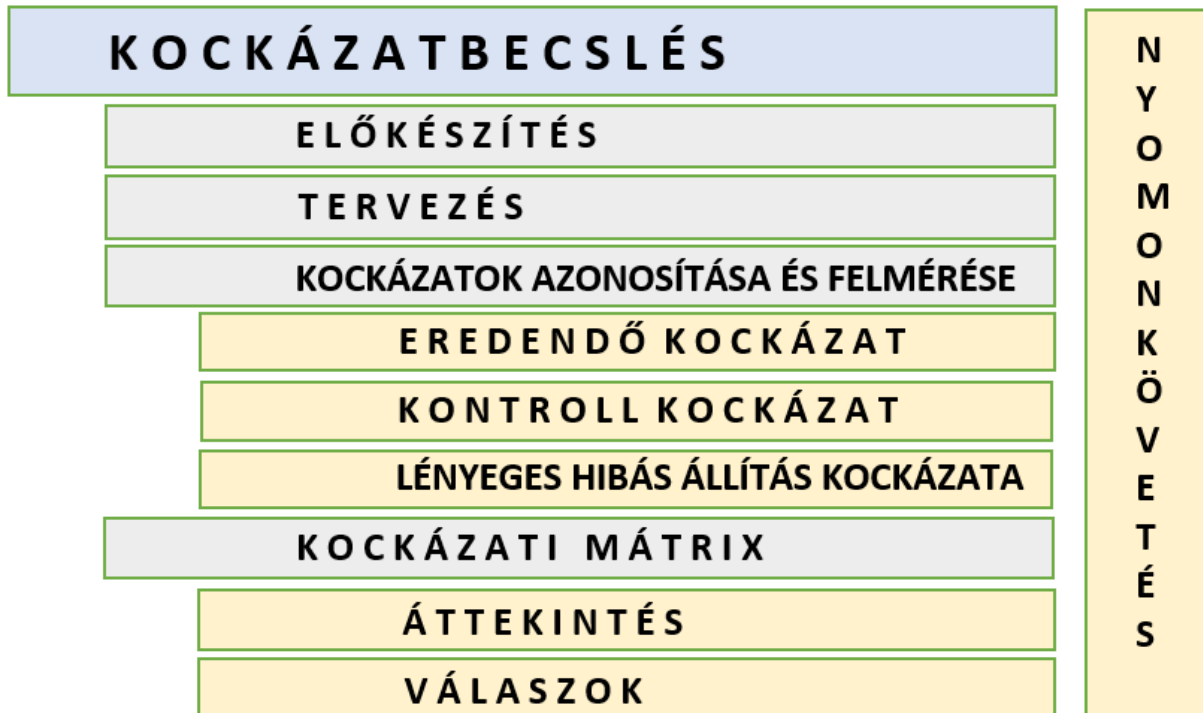 KOCKÁZATBECSLÉS
ELŐKÉSZÍTÉS
TERVEZÉS
KOCKÁZATOK AZONOSÍTÁSA ÉS FELMÉRÉSE
EREDENDŐ KOCKÁZAT
KONTROLL KOCKÁZAT
LÉNYEGES HIBÁS ÁLLÍTÁS KOCKÁZATA
KOCKÁZATI MÁTRIX
ÁTTEKINTÉS
VÁLASZOK
NYOMONKÖVETÉS